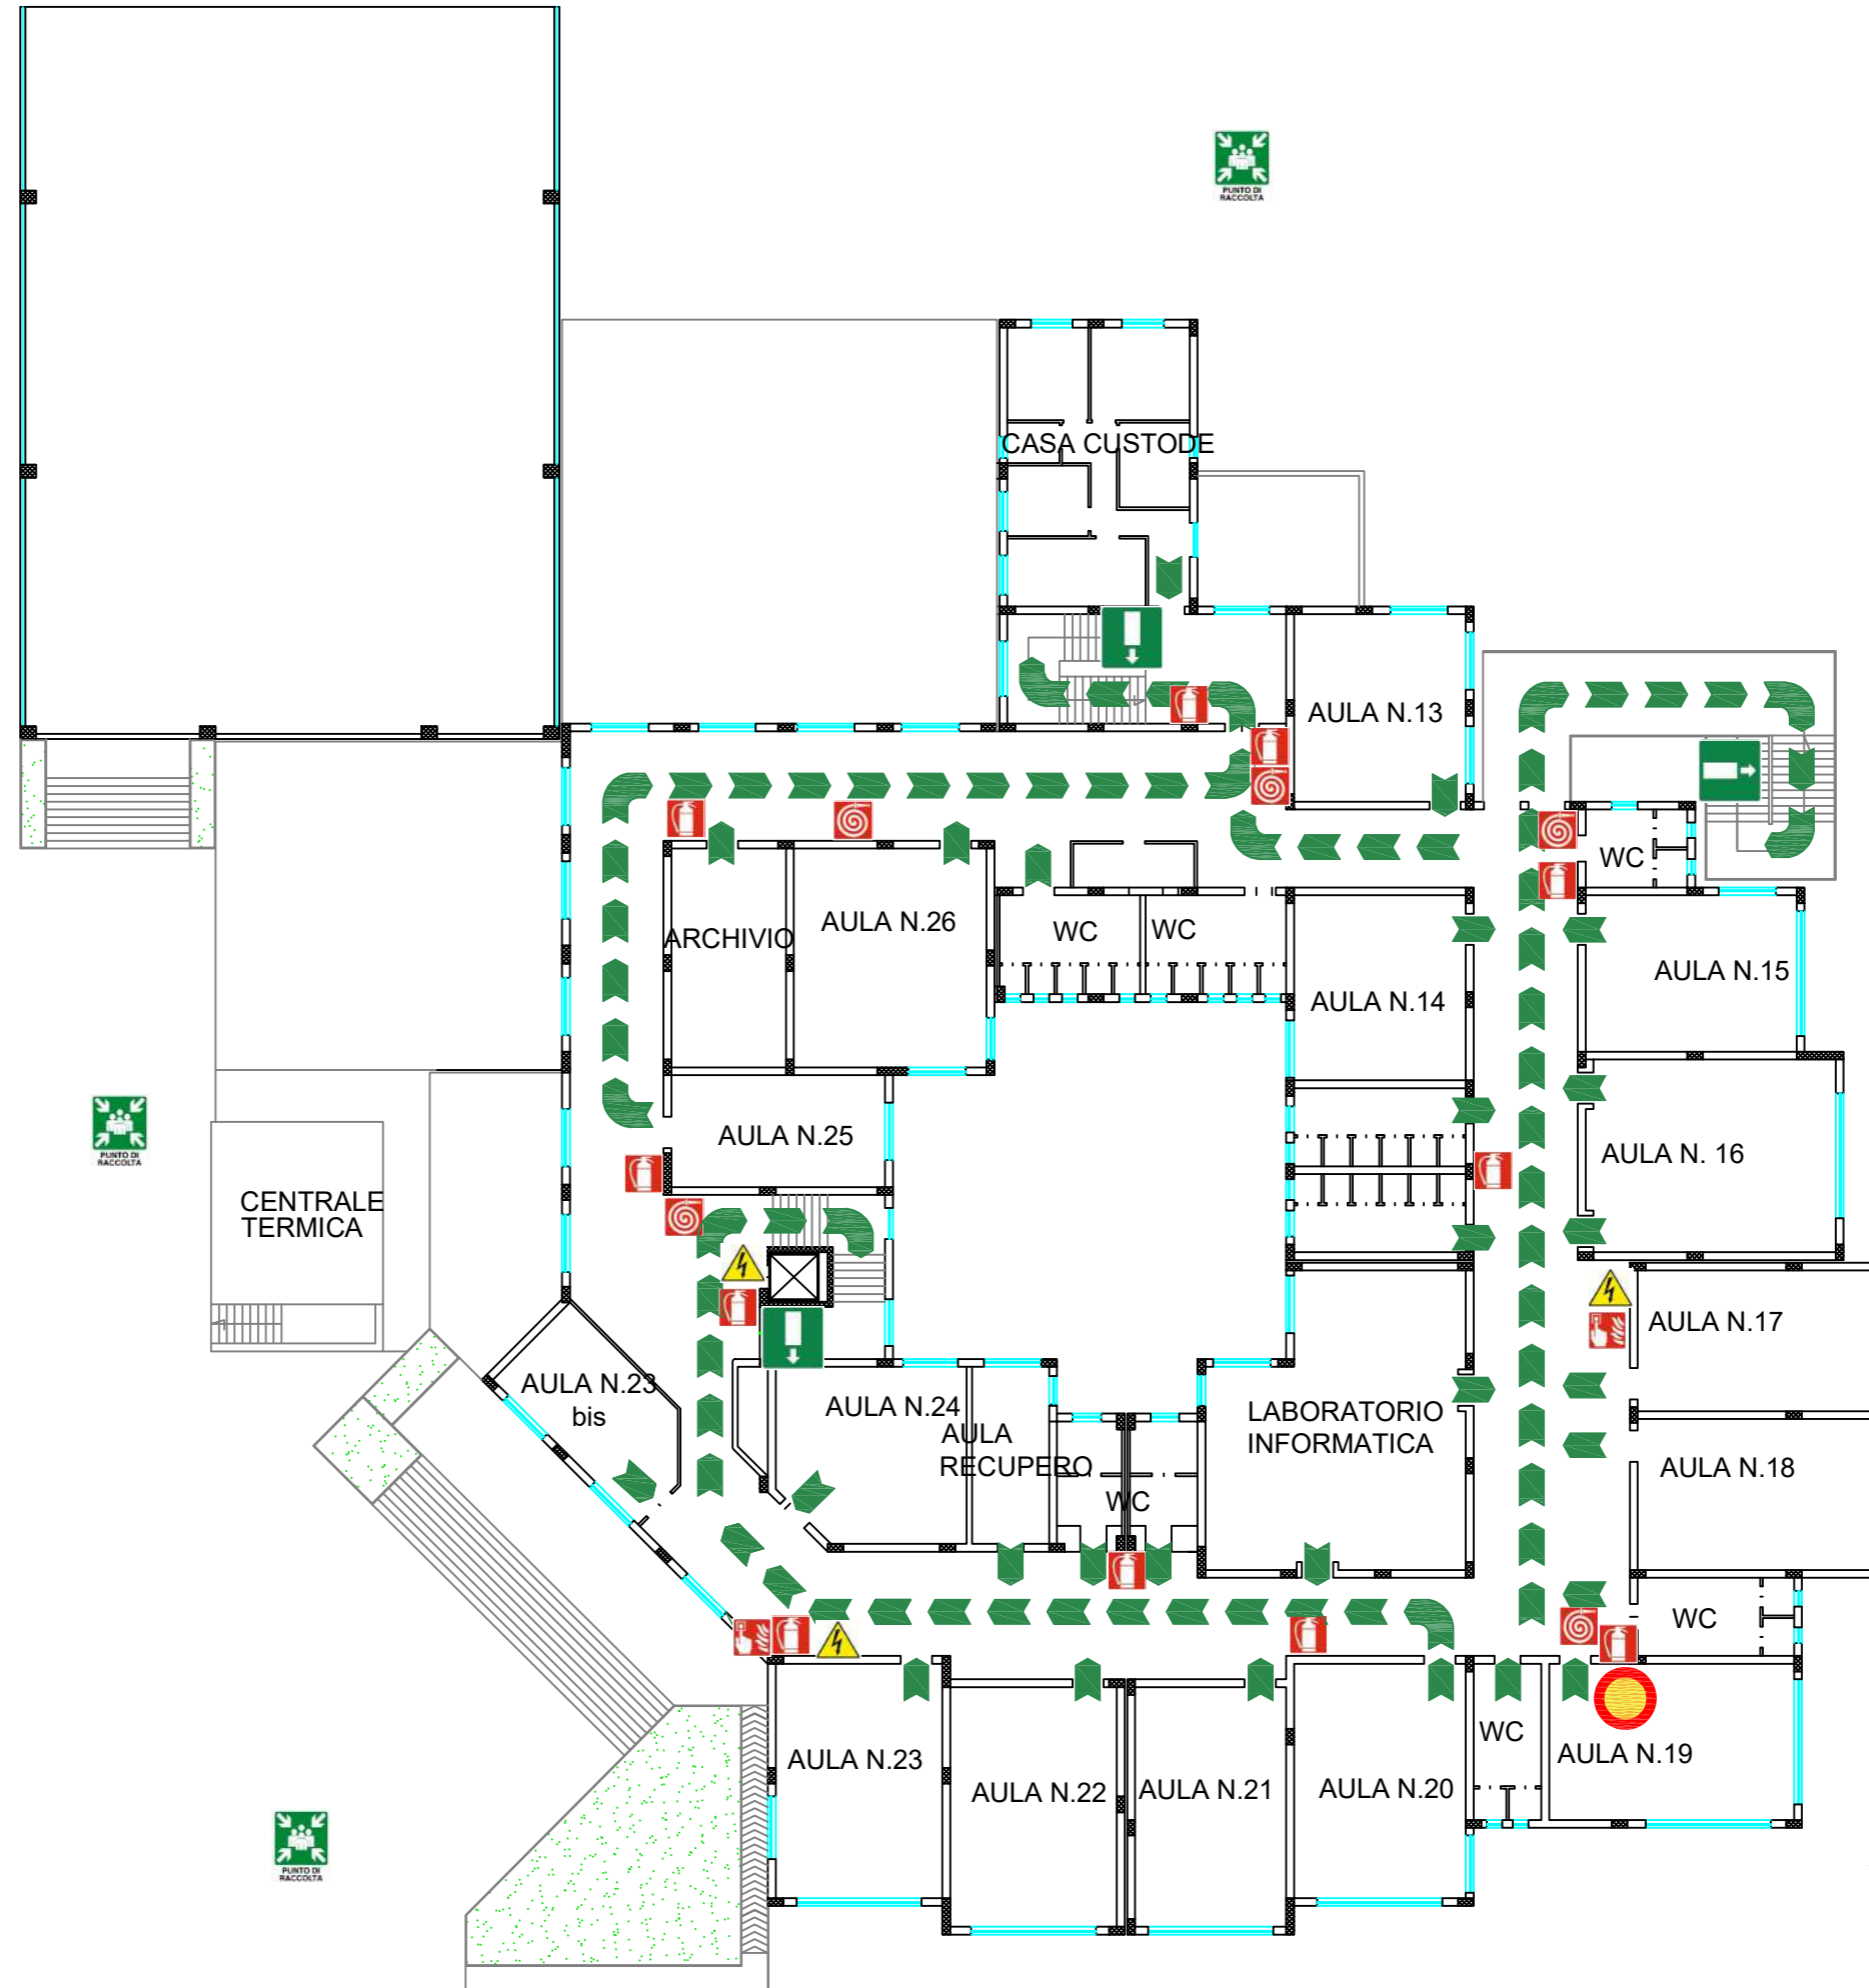 PUNTO DI
RACCOLTA
CASA CUSTODE
AULA N.13
WC
AULA N.26
ARCHIVIO
WC
WC
AULA N.15
AULA N.14
PUNTO DI
RACCOLTA
AULA N.25
AULA N. 16
CENTRALE
TERMICA
AULA N.17
AULA N.23
bis
AULA N.24
AULA
RECUPERO
LABORATORIO
INFORMATICA
AULA N.18
WC
WC
WC
AULA N.19
AULA N.23
AULA N.22
AULA N.21
AULA N.20
PUNTO DI
RACCOLTA